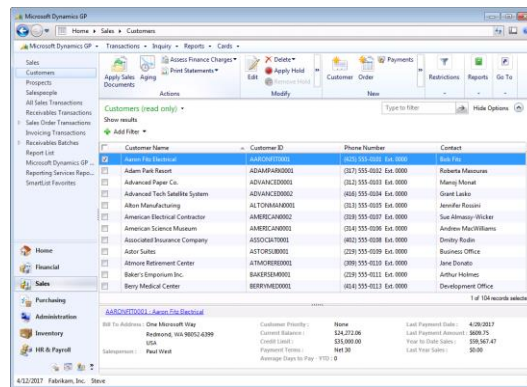 Microsoft Dynamics GP
Home ▸ Sales ▸ Customers
Microsoft Dynamics GP ▾ Transactions ▾ Inquiry ▾ Reports ▾ Cards ▾
Sales
Customers
Prospects
Salespeople
All Sales Transactions
Receivables Transactions
Sales Order Transactions
Invoicing Transactions
Receivables Batches
Report List
Microsoft Dynamics GP ...
Reporting Services Repo...
SmartList Favorites
Home
Financial
Sales
Purchasing
Administration
Inventory
HR & Payroll
Apply Sales Documents
Aging
Assess Finance Charges ▾
Print Statements ▾
Actions
Edit
Delete ▾
Apply Hold
Remove Hold
Modify
Customer
Order
Payments
New
Restrictions
Reports
Go To
Customers (read only) ▾
Type to filter
Hide Options
Show results
Add Filter ▾
Customer Name Customer ID Phone Number Contact
Aaron Fitz Electrical AARONFIT0001 (425) 555-0101 Ext. 0000 Bob Fitz
Adam Park Resort ADAMPARK0001 (317) 555-0102 Ext. 0000 Roberta Masouras
Advanced Paper Co. ADVANCED0001 (312) 555-0103 Ext. 0000 Manoj Monat
Advanced Tech Satellite System ADVANCED0002 (416) 555-0104 Ext. 0000 Grant Lasko
Alton Manufacturing ALTONMAN0001 (313) 555-0105 Ext. 0000 Jennifer Rossini
American Electrical Contractor AMERICAN0002 (319) 555-0107 Ext. 0000 Sue Almassy-Wicker
American Science Museum AMERICAN0001 (314) 555-0106 Ext. 0000 Andrew MacWilliams
Associated Insurance Company ASSOCIAT0001 (402) 555-0108 Ext. 0000 Dmitry Rodin
Astor Suites ASTORSUI0001 (219) 555-0109 Ext. 0000 Business Office
Atmore Retirement Center ATMORERE0001 (209) 555-0110 Ext. 0000 Jane Donato
Baker's Emporium Inc. BAKERSEM0001 (219) 555-0111 Ext. 0000 Arthur Holmes
Berry Medical Center BERRYMED0001 (414) 555-0113 Ext. 0000 Development Office
1 of 104 records selected
AARONFIT0001 : Aaron Fitz Electrical
Bill To Address : One Microsoft Way Customer Priority : None Last Payment Date : 4/29/2017
Redmond, WA 98052-6399 Current Balance : $24,272.06 Last Payment Amount : $609.75
USA Credit Limit : $35,000.00 Year to Date Sales : $59,567.47
Salesperson : Paul West Payment Terms : Net 30 Last Year Sales : $0.00
Average Days to Pay - YTD : 0
4/12/2017 Fabrikam, Inc. Steve